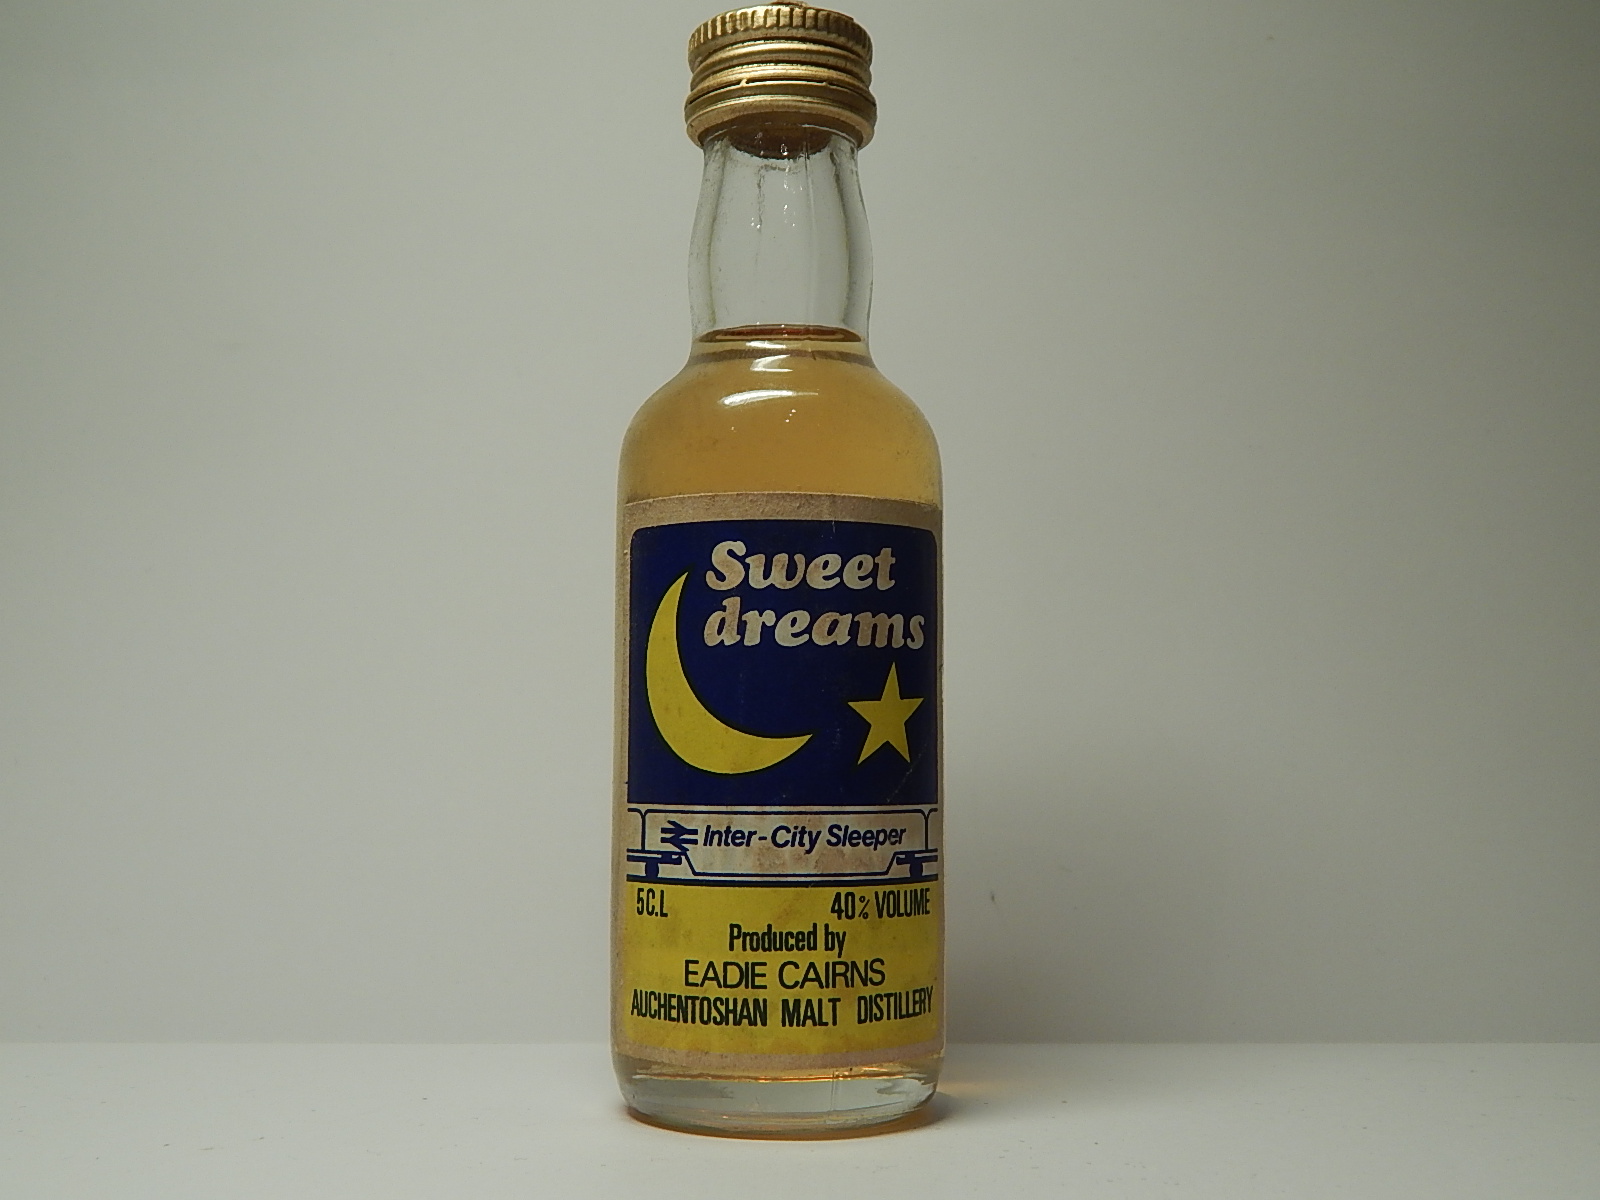 Sweet
dreams
Inter-City Sleeper
5C.L 40% VOLUME
Produced by
EADIE CAIRNS
AUCHENTOSHAN MALT DISTILLERY